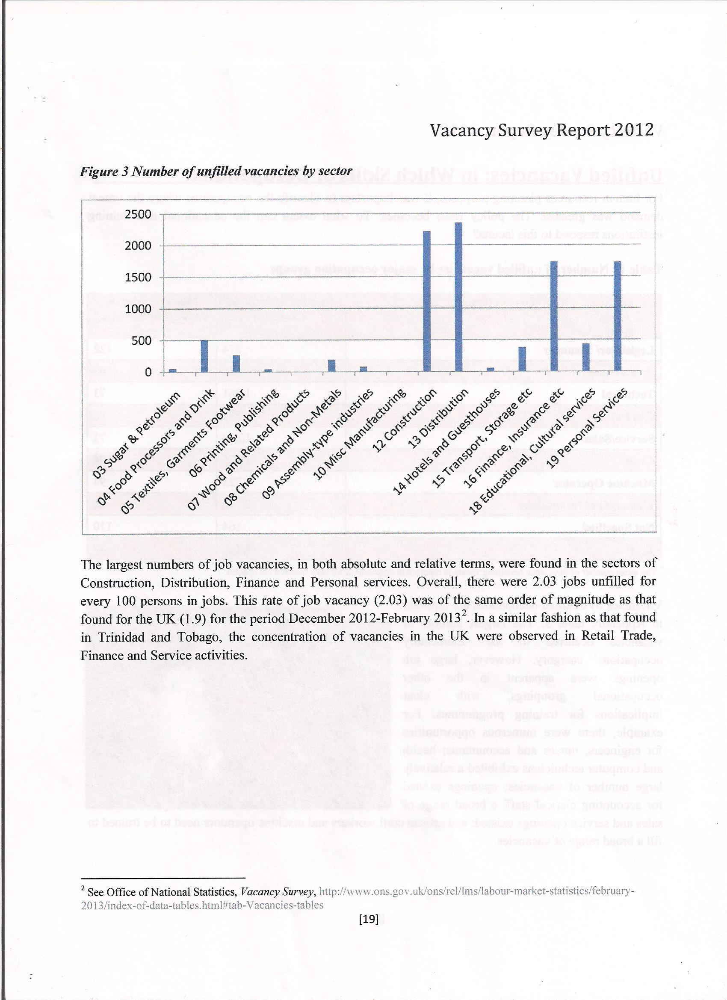 Vacancy Survey Report 2012
Figure 3 Number of unfilled vacancies by sector
2500
2000
1500
1000
500
0
03 Sugar & Petroleum
04 Food Processors and Drink
05 Textiles, Garments Footwear
06 Printing, Publishing
07 Wood and Related Products
08 Chemicals and Non-Metals
09 Assembly-type industries
10 Misc Manufacturing
12 Construction
13 Distribution
14 Hotels and Guesthouses
15 Transport, Storage etc
16 Finance, Insurance etc
18 Educational, Cultural services
19 Personal Services
The largest numbers of job vacancies, in both absolute and relative terms, were found in the sectors of
Construction, Distribution, Finance and Personal services. Overall, there were 2.03 jobs unfilled for
every 100 persons in jobs. This rate of job vacancy (2.03) was of the same order of magnitude as that
found for the UK (1.9) for the period December 2012-February 2013². In a similar fashion as that found
in Trinidad and Tobago, the concentration of vacancies in the UK were observed in Retail Trade,
Finance and Service activities.
² See Office of National Statistics, Vacancy Survey, http://www.ons.gov.uk/ons/rel/lms/labour-market-statistics/february-
2013/index-of-data-tables.html#tab-Vacancies-tables
[19]